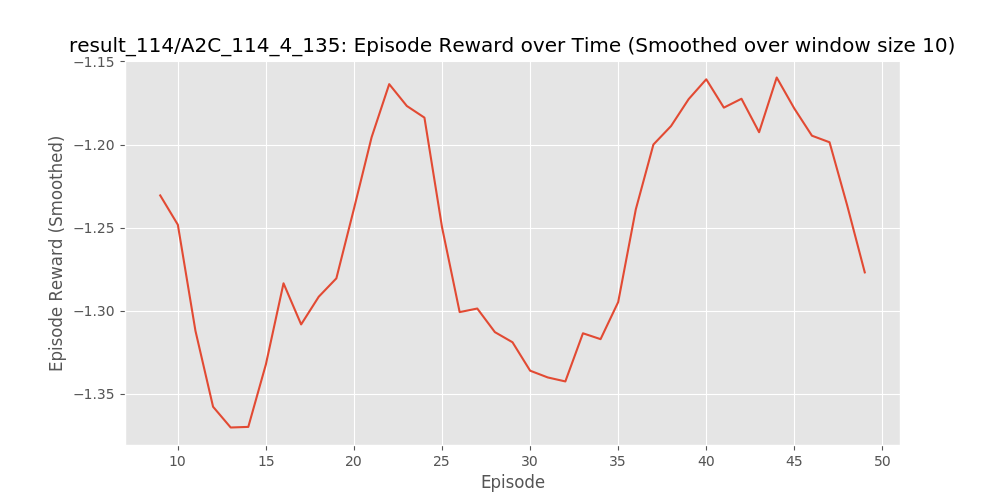 result_114/A2C_114_4_135: Episode Reward over Time (Smoothed over window size 10)
Episode Reward (Smoothed)
−1.15
−1.20
−1.25
−1.30
−1.35
10 15 20 25 30 35 40 45 50
Episode